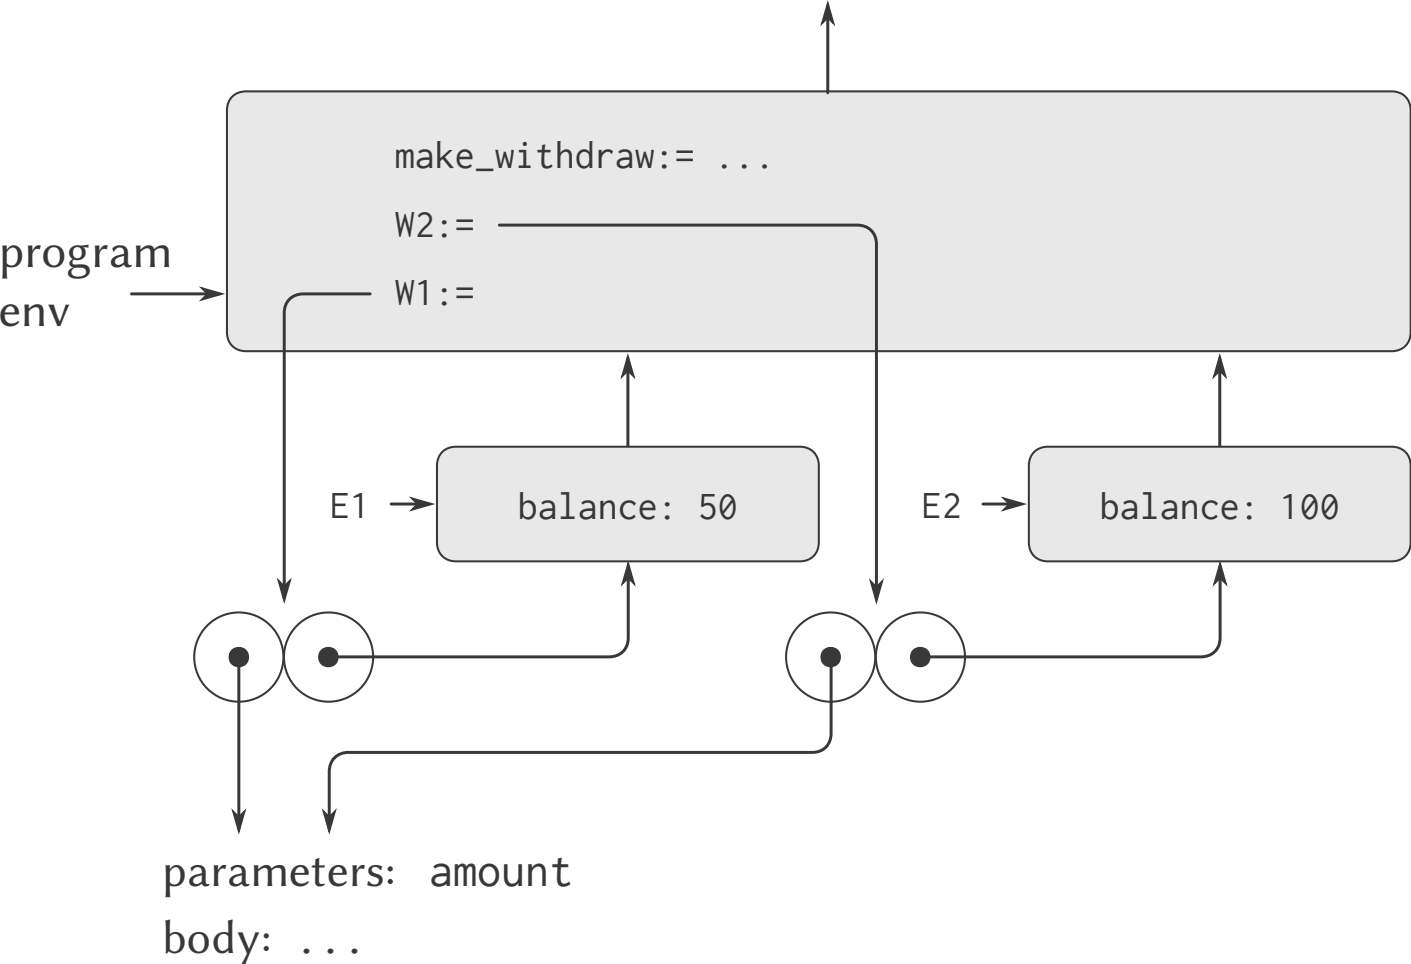 make_withdraw:= ...
W2:=
program
env
W1:=
E1
balance: 50
E2
balance: 100
parameters: amount
body: ...